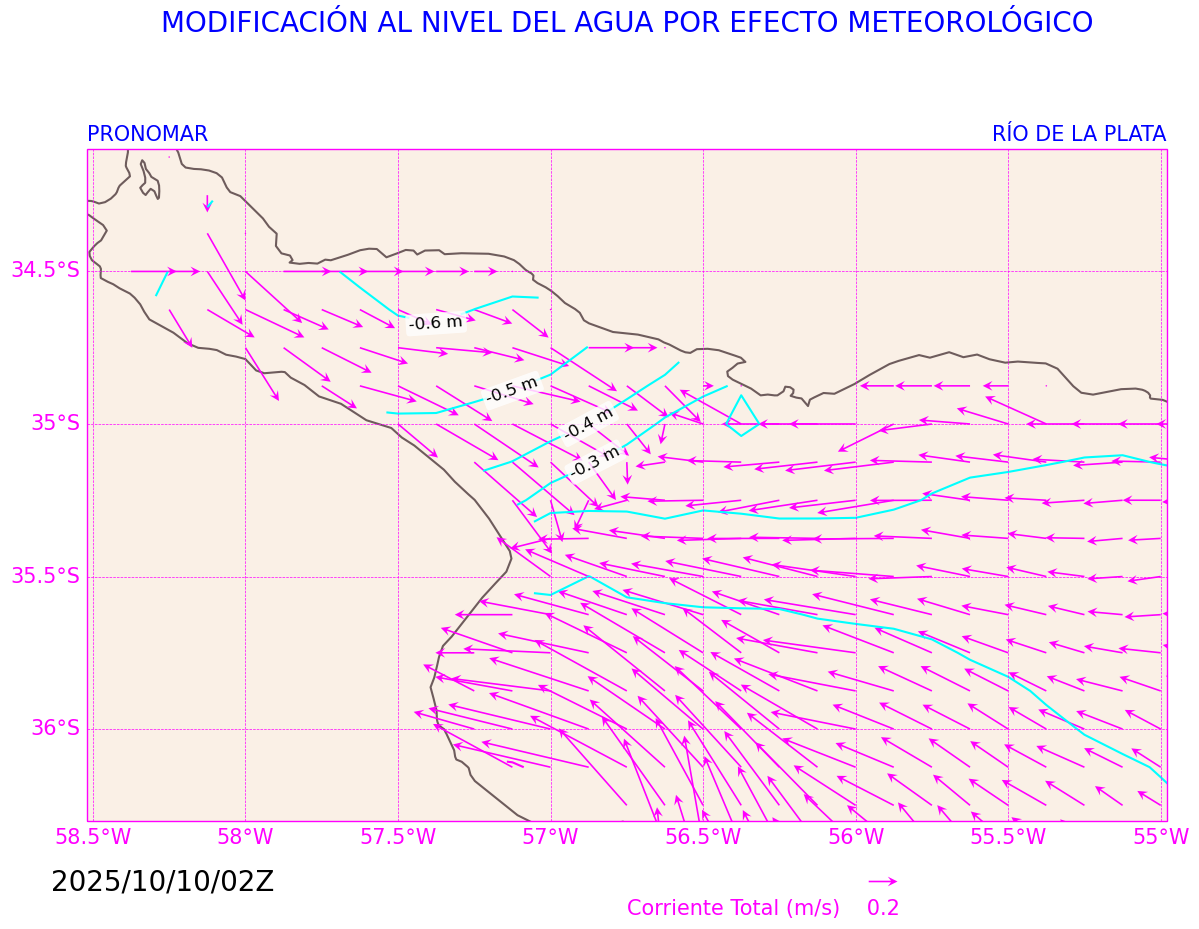 MODIFICACIÓN AL NIVEL DEL AGUA POR EFECTO METEOROLÓGICO
PRONOMAR RÍO DE LA PLATA
34.5°S
-0.6 m
-0.5 m
-0.4 m
35°S
-0.3 m
35.5°S
36°S
58.5°W 58°W 57.5°W 57°W 56.5°W 56°W 55.5°W 55°W
2025/10/10/02Z
Corriente Total (m/s) 0.2